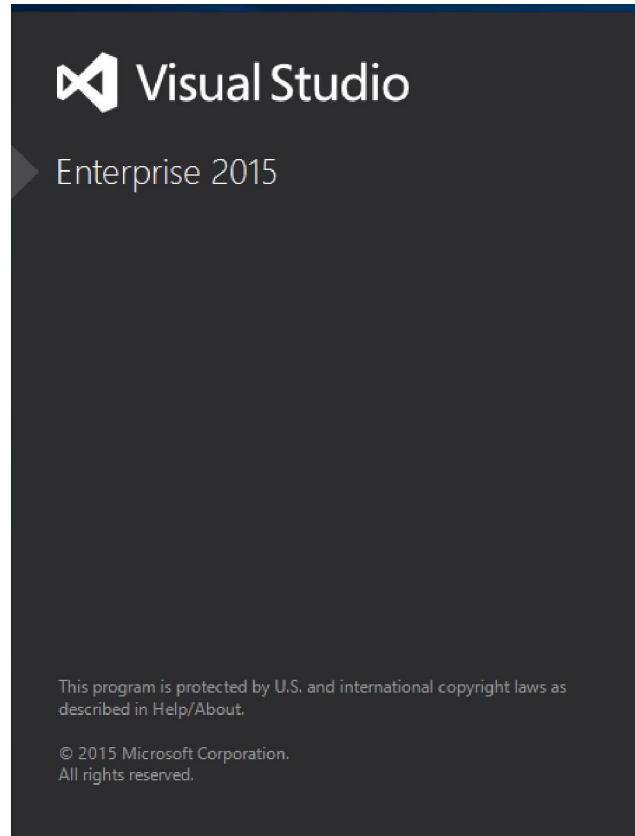 Visual Studio
Enterprise 2015
This program is protected by U.S. and international copyright laws as
described in Help/About.
© 2015 Microsoft Corporation.
All rights reserved.